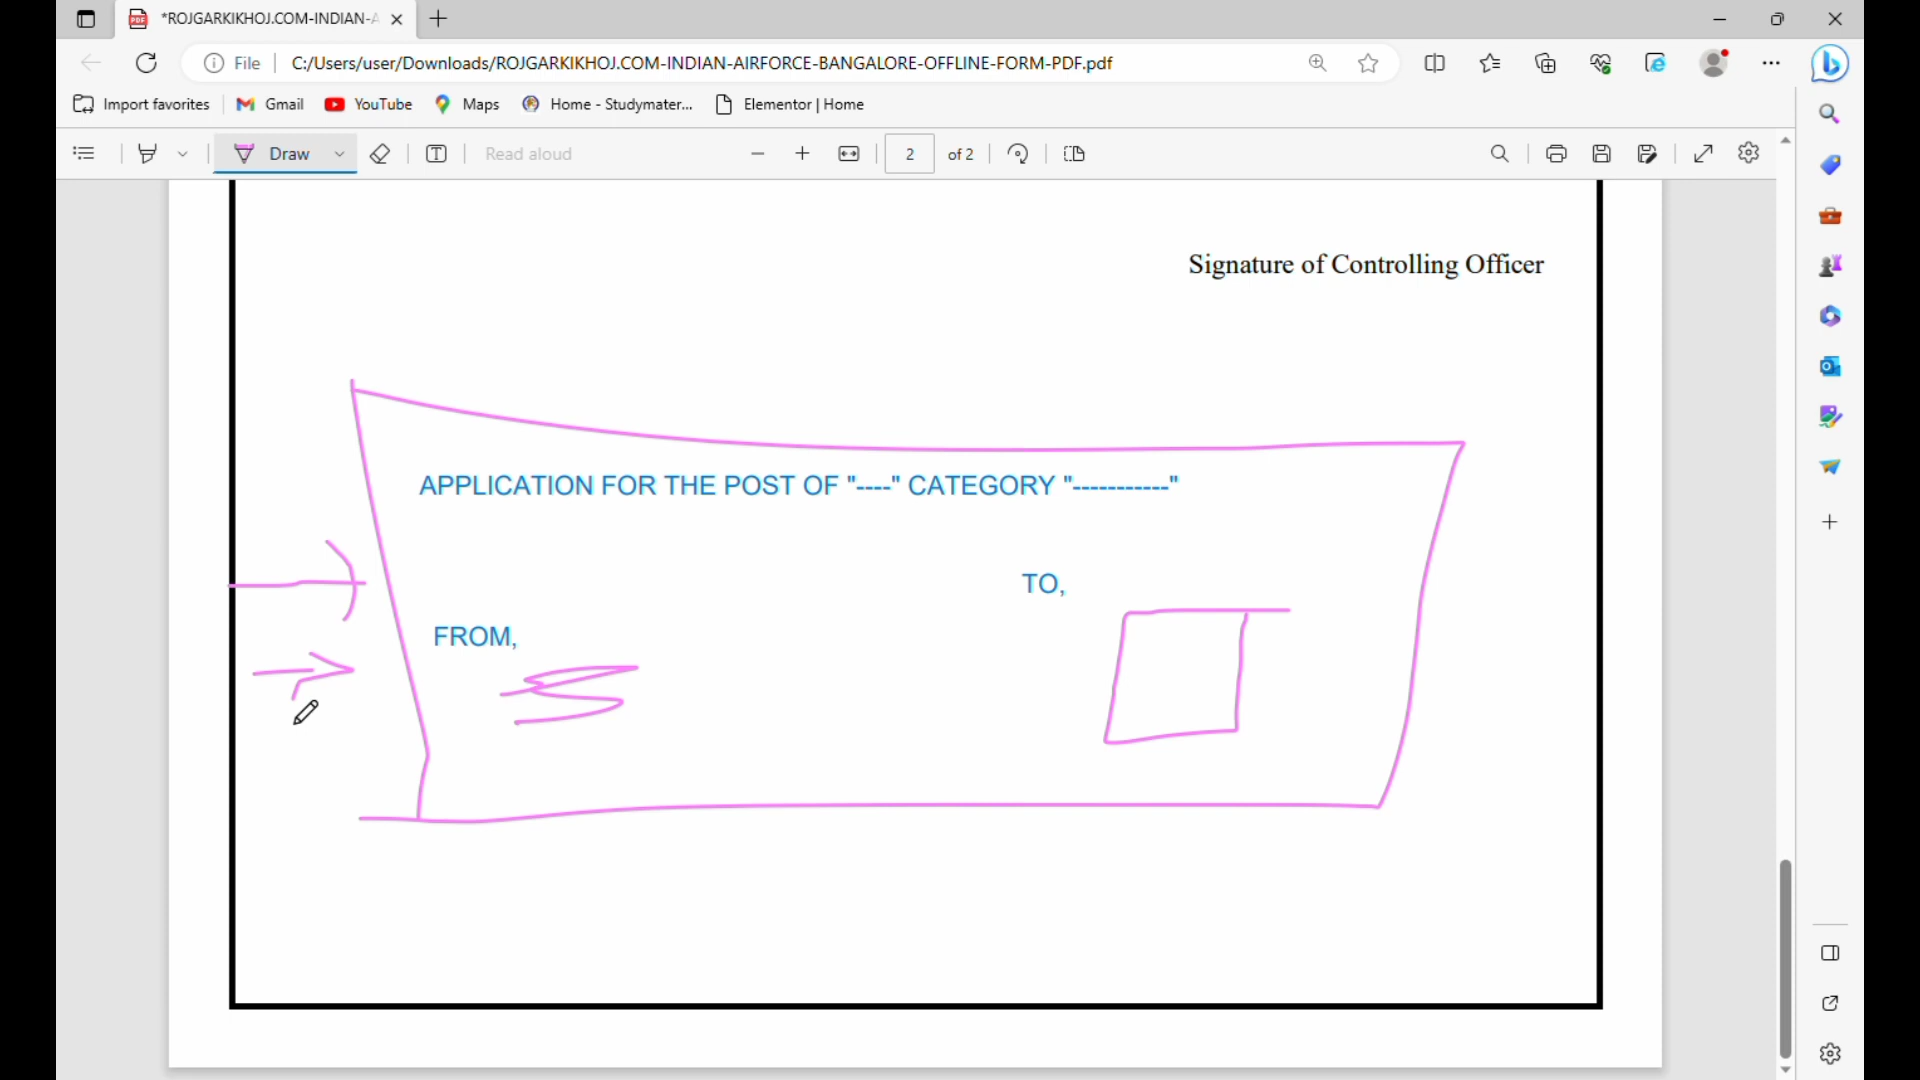 *ROJGARKIKHOJ.COM-INDIAN-A
File C:/Users/user/Downloads/ROJGARKIKHOJ.COM-INDIAN-AIRFORCE-BANGALORE-OFFLINE-FORM-PDF.pdf
Import favorites Gmail YouTube Maps Home - Studymater... Elementor | Home
Draw Read aloud 2 of 2
Signature of Controlling Officer
APPLICATION FOR THE POST OF "----" CATEGORY "-----------"
TO,
FROM,